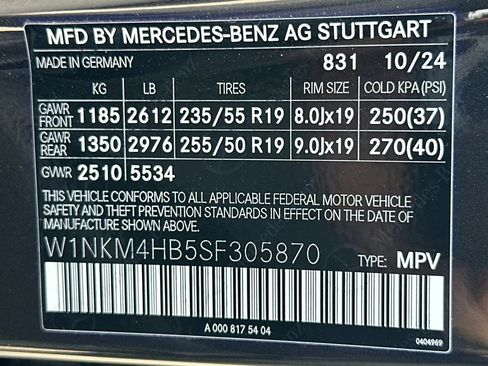 MFD BY MERCEDES-BENZ AG STUTTGART
MADE IN GERMANY 831 10/24
KG LB TIRES RIM SIZE COLD KPA (PSI)
GAWR FRONT 1185 2612 235/55 R19 8.0Jx19 250(37)
GAWR REAR 1350 2976 255/50 R19 9.0Jx19 270(40)
GVWR 2510 5534
THIS VEHICLE CONFORMS TO ALL APPLICABLE FEDERAL MOTOR VEHICLE
SAFETY AND THEFT PREVENTION STANDARDS IN EFFECT ON THE DATE OF
MANUFACTURE SHOWN ABOVE.
W1NKM4HB5SF305870 TYPE: MPV
A 000 817 54 04
0404969